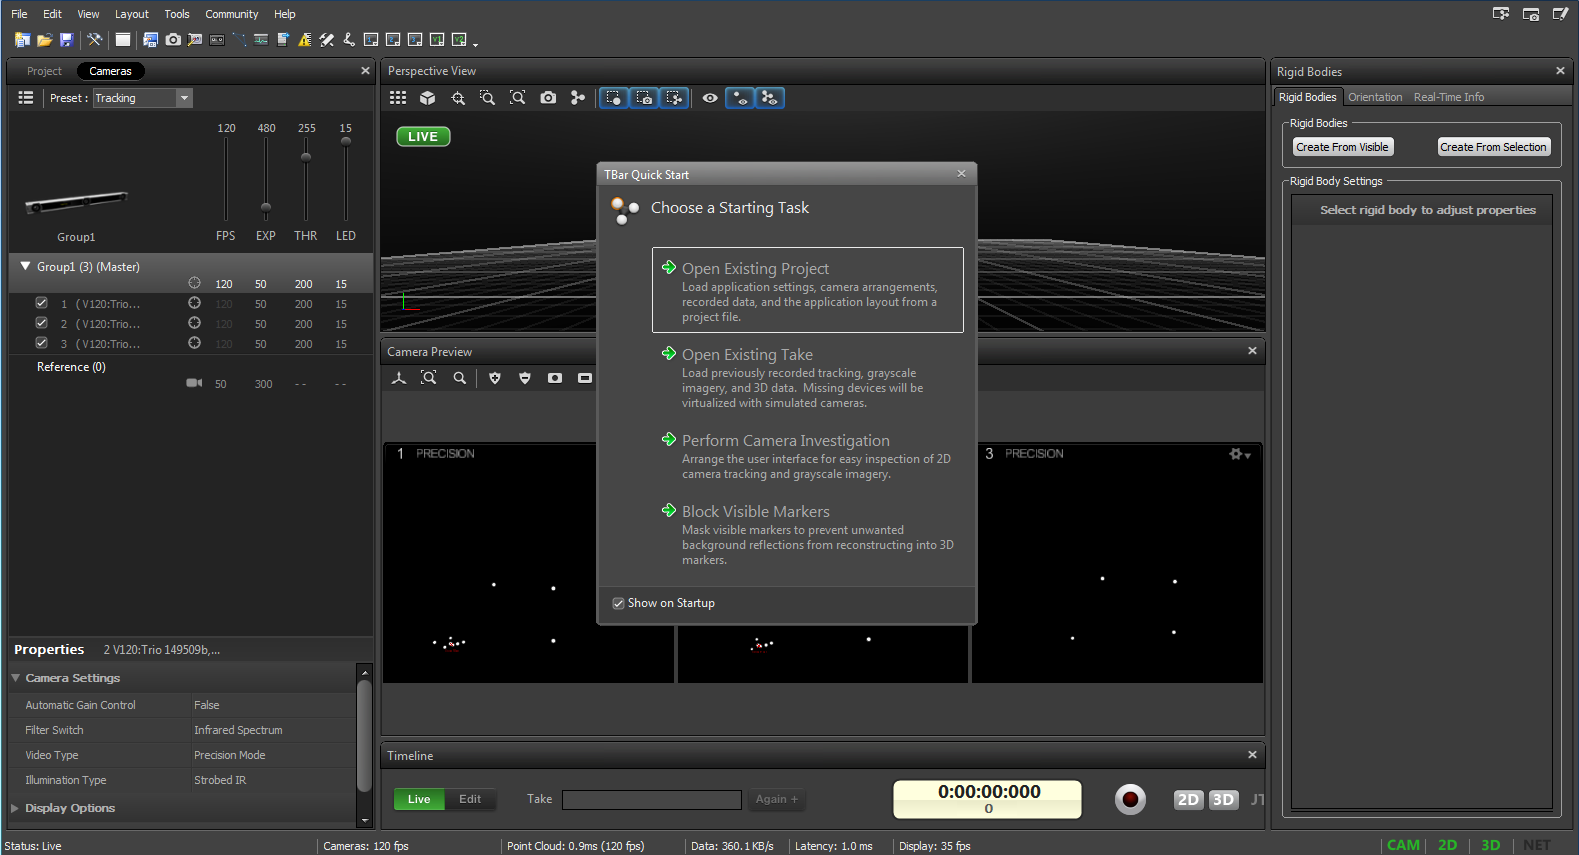 File Edit View Layout Tools Community Help
Project Cameras
Preset : Tracking
120 480 255 15
Group1 FPS EXP THR LED
Group1 (3) (Master)
120 50 200 15
1 (V120:Trio... 120 50 200 15
2 (V120:Trio... 120 50 200 15
3 (V120:Trio... 120 50 200 15
Reference (0)
50 300 -- --
Properties 2 V120:Trio 149509b,...
Camera Settings
Automatic Gain Control False
Filter Switch Infrared Spectrum
Video Type Precision Mode
Illumination Type Strobed IR
Display Options
Perspective View
LIVE
TBar Quick Start
Choose a Starting Task
Open Existing Project
Load application settings, camera arrangements,
recorded data, and the application layout from a
project file.
Open Existing Take
Load previously recorded tracking, grayscale
imagery, and 3D data. Missing devices will be
virtualized with simulated cameras.
Perform Camera Investigation
Arrange the user interface for easy inspection of 2D
camera tracking and grayscale imagery.
Block Visible Markers
Mask visible markers to prevent unwanted
background reflections from reconstructing into 3D
markers.
Show on Startup
Camera Preview
1 PRECISION
3 PRECISION
Timeline
Live Edit Take Again + 0:00:00:000 2D 3D JT
0
Rigid Bodies
Rigid Bodies Orientation Real-Time Info
Rigid Bodies
Create From Visible Create From Selection
Rigid Body Settings
Select rigid body to adjust properties
Status: Live Cameras: 120 fps Point Cloud: 0.9ms (120 fps) Data: 360.1 KB/s Latency: 1.0 ms Display: 35 fps CAM 2D 3D NET